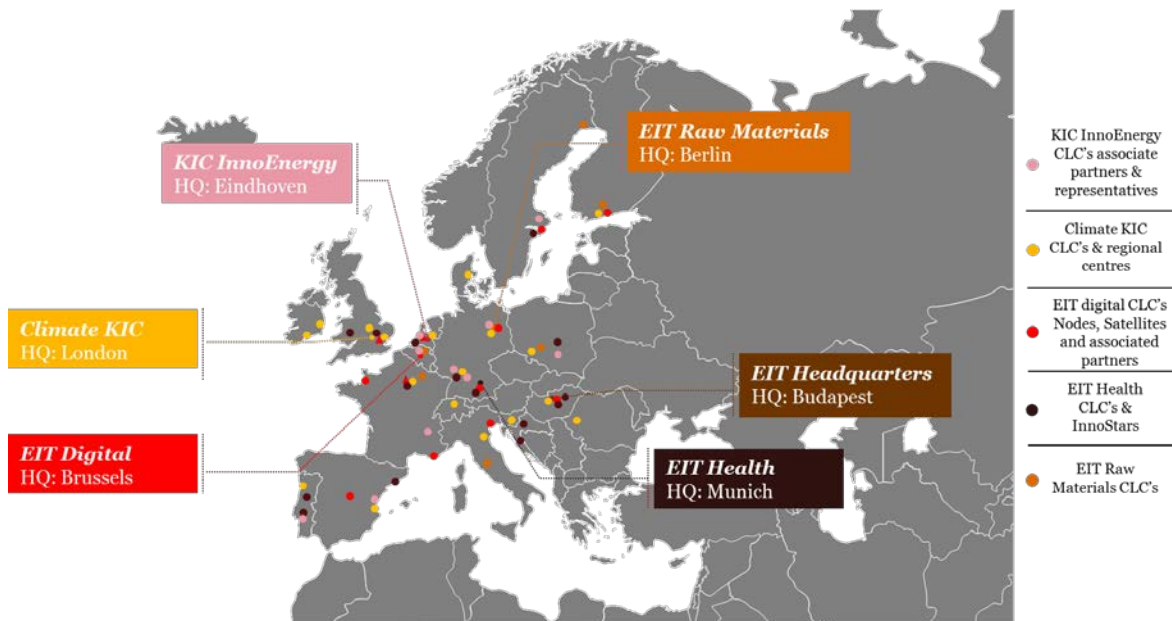 KIC InnoEnergy
HQ: Eindhoven
EIT Raw Materials
HQ: Berlin
Climate KIC
HQ: London
EIT Headquarters
HQ: Budapest
EIT Digital
HQ: Brussels
EIT Health
HQ: Munich
KIC InnoEnergy
CLC's associate
partners &
representatives
Climate KIC
CLC's & regional
centres
EIT digital CLC's
Nodes, Satellites
and associated
partners
EIT Health
CLC's &
InnoStars
EIT Raw
Materials CLC's